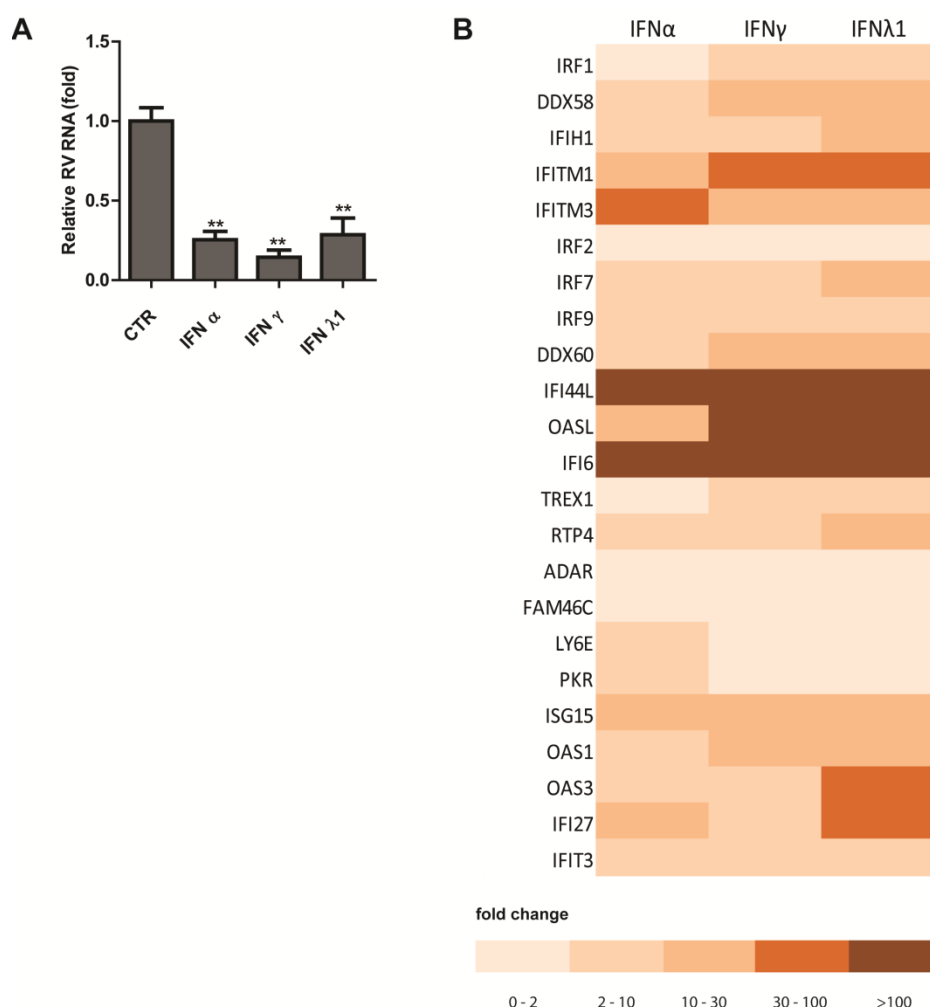 A
Relative RV RNA (fold)
1.5
1.0
0.5
0.0
**
**
**
CTR
IFN α
IFN γ
IFN λ1
B
IFNα IFNγ IFNλ1
IRF1
DDX58
IFIH1
IFITM1
IFITM3
IRF2
IRF7
IRF9
DDX60
IFI44L
OASL
IFI6
TREX1
RTP4
ADAR
FAM46C
LY6E
PKR
ISG15
OAS1
OAS3
IFI27
IFIT3
fold change
0 - 2 2 - 10 10 - 30 30 - 100 >100